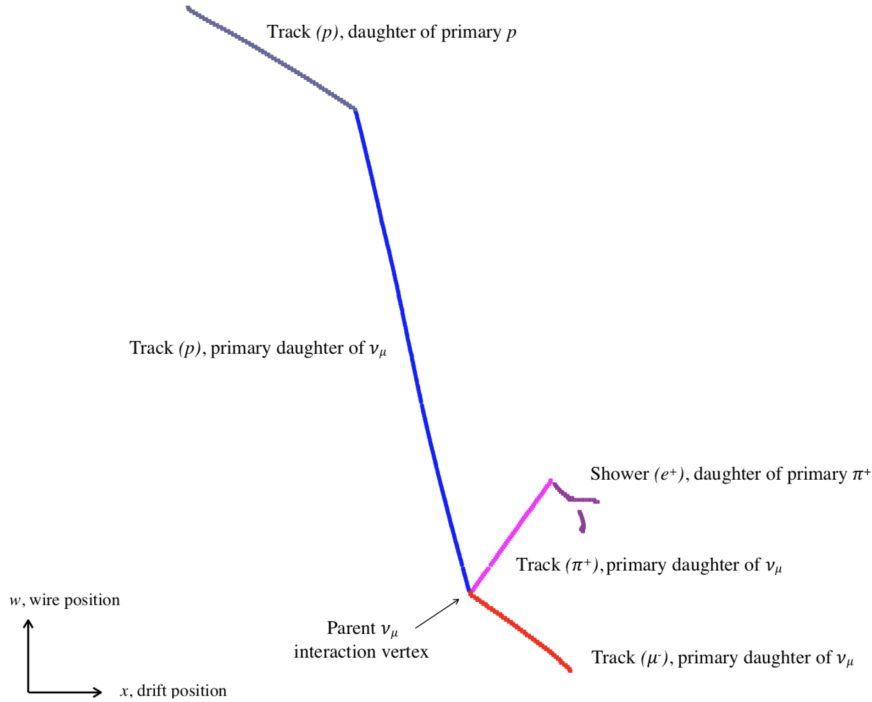 Track (p), daughter of primary p
Track (p), primary daughter of νμ
Shower (e⁺), daughter of primary π⁺
Track (π⁺), primary daughter of νμ
w, wire position
Parent νμ
interaction vertex
Track (μ⁻), primary daughter of νμ
x, drift position